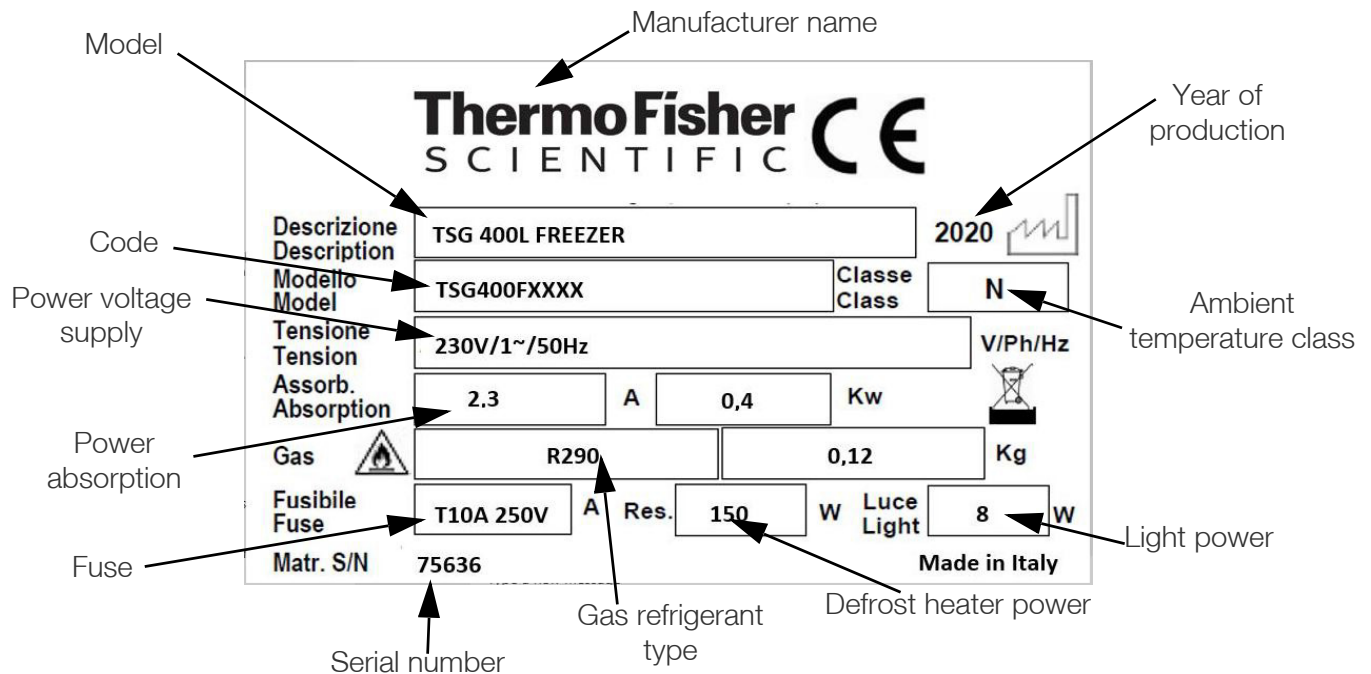 Manufacturer name
Model
Year of
production
ThermoFisher
SCIENTIFIC
CE
Descrizione
Description
TSG 400L FREEZER
2020
Code
Modello
Model
TSG400FXXXX
Classe
Class
N
Power voltage
supply
Ambient
temperature class
Tensione
Tension
230V/1~/50Hz
V/Ph/Hz
Assorb.
Absorption
2.3
A
0,4
Kw
Power
absorption
Gas
R290
0,12
Kg
Fusibile
Fuse
T10A 250V
A
Res.
150
W
Luce
Light
8
W
Light power
Fuse
Matr. S/N
75636
Made in Italy
Defrost heater power
Gas refrigerant
type
Serial number